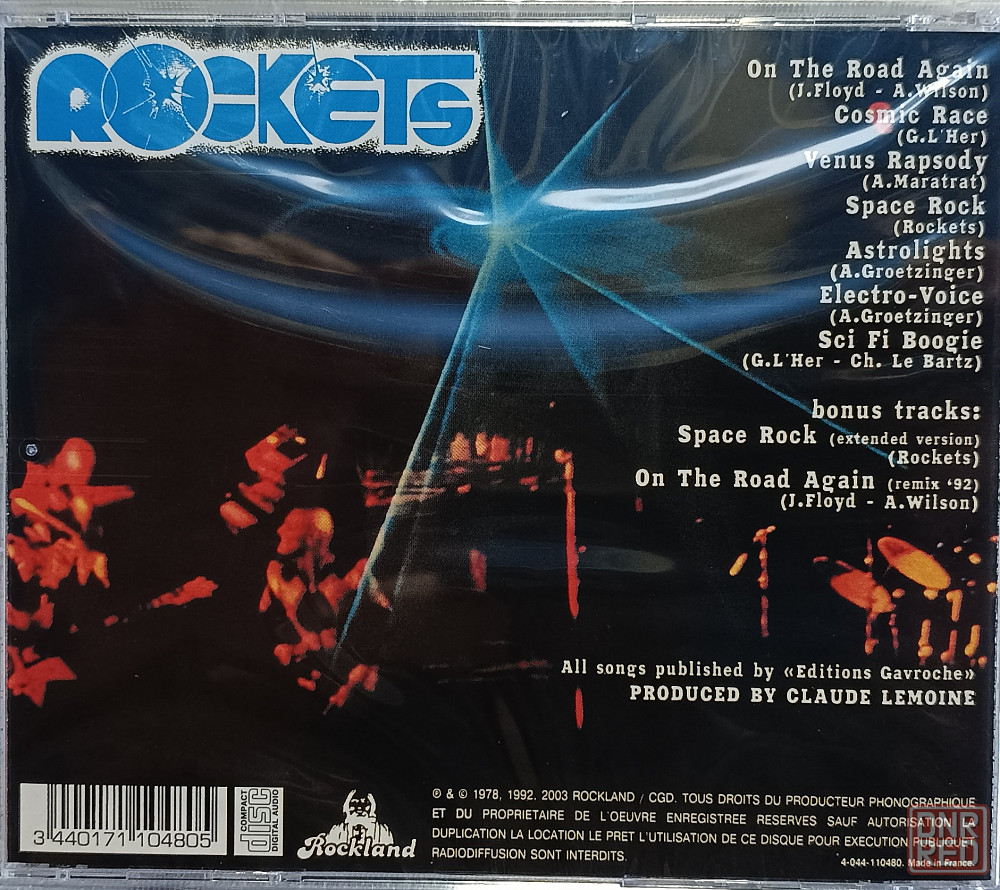 ROCKETS
On The Road Again
(J.Floyd - A.Wilson)
Cosmic Race
(G.L'Her)
Venus Rapsody
(A.Maratrat)
Space Rock
(Rockets)
Astrolights
(A.Groetzinger)
Electro-Voice
(A.Groetzinger)
Sci Fi Boogie
(G.L'Her - Ch. Le Bartz)
bonus tracks:
Space Rock (extended version)
(Rockets)
On The Road Again (remix '92)
(J.Floyd - A.Wilson)
All songs published by «Editions Gavroche»
PRODUCED BY CLAUDE LEMOINE
3 440171 104805
COMPACT
disc
DIGITAL AUDIO
Rockland
℗ & © 1978, 1992, 2003 ROCKLAND / CGD. TOUS DROITS DU PRODUCTEUR PHONOGRAPHIQUE
ET DU PROPRIETAIRE DE L'OEUVRE ENREGISTREE RESERVES SAUF AUTORISATION LA
DUPLICATION LA LOCATION LE PRET L'UTILISATION DE CE DISQUE POUR EXECUTION PUBLIQUE
RADIODIFFUSION SONT INTERDITS.
4-044-110480. Made in France.